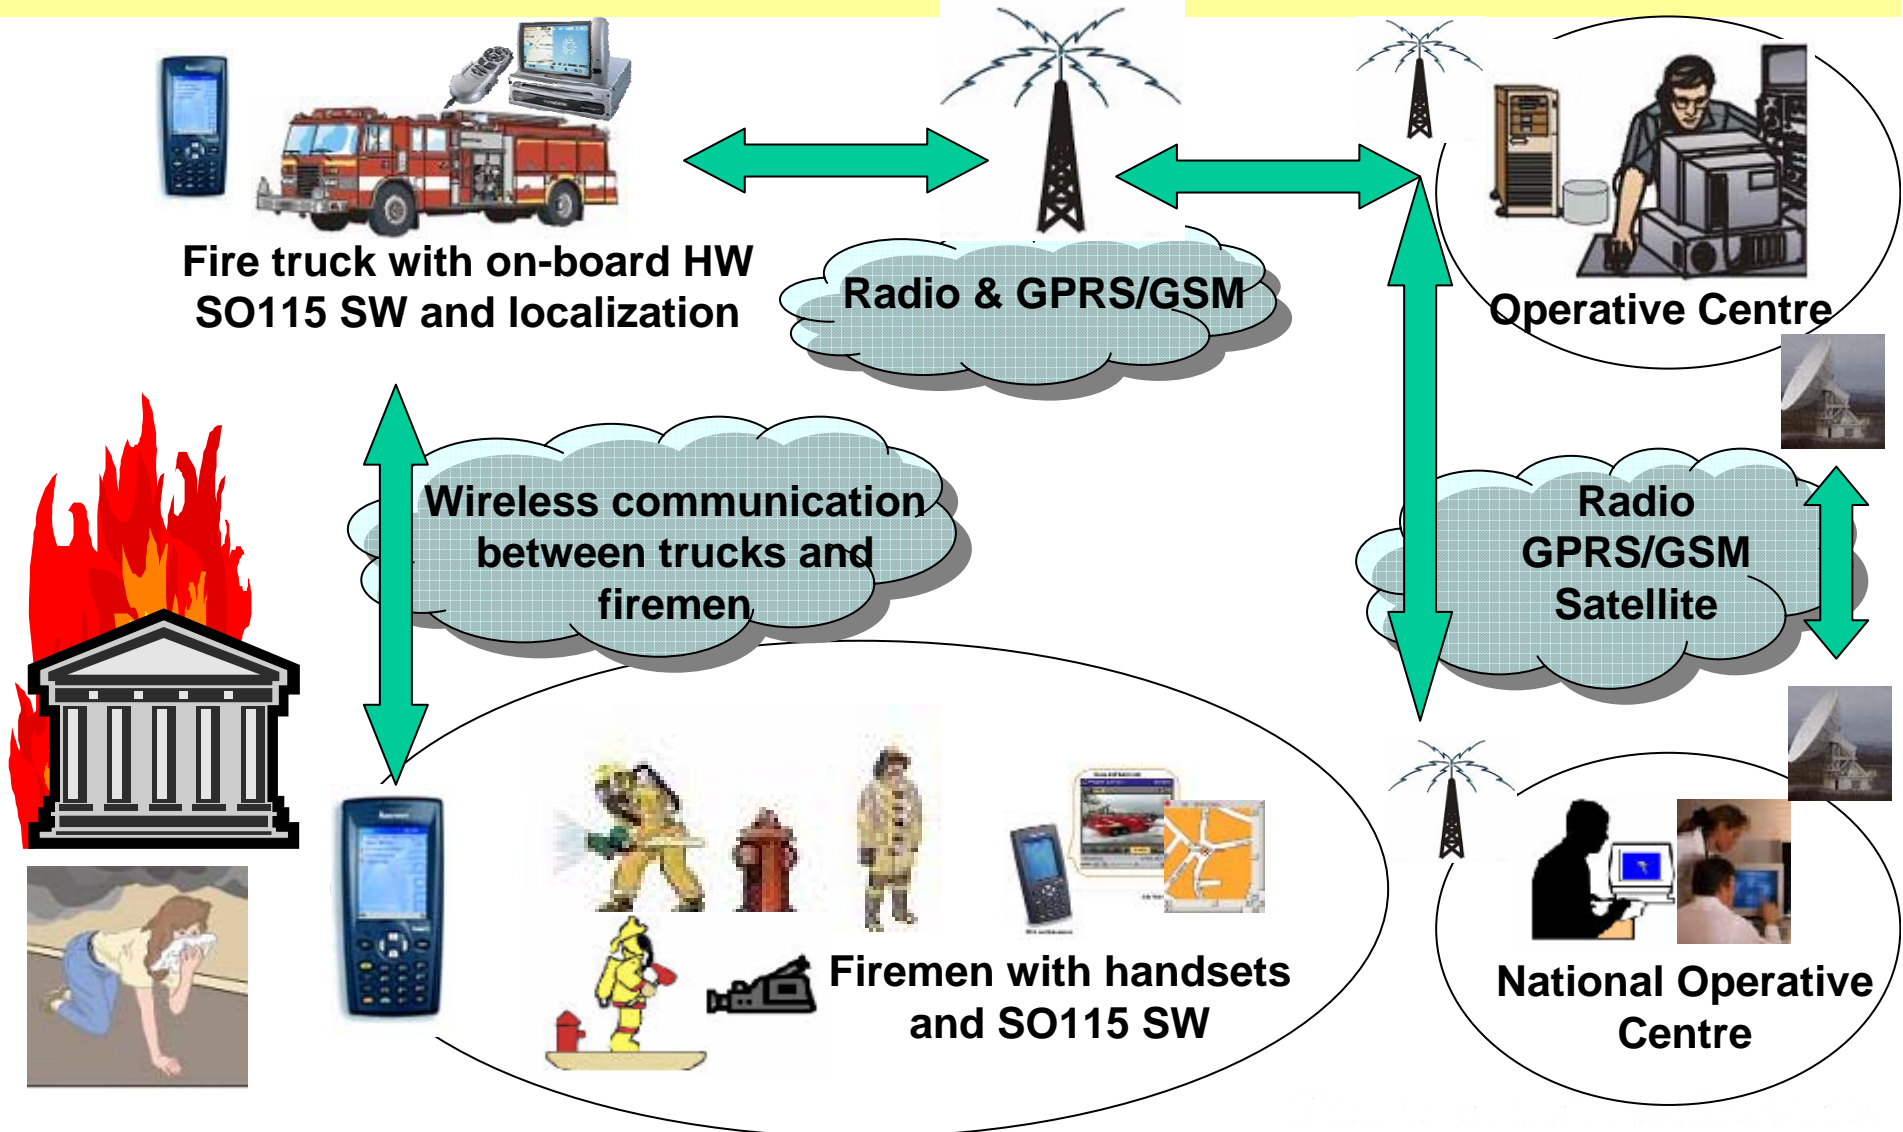 Fire truck with on-board HW
SO115 SW and localization
Radio & GPRS/GSM
Operative Centre
Wireless communication
between trucks and
firemen
Radio
GPRS/GSM
Satellite
Firemen with handsets
and SO115 SW
National Operative
Centre